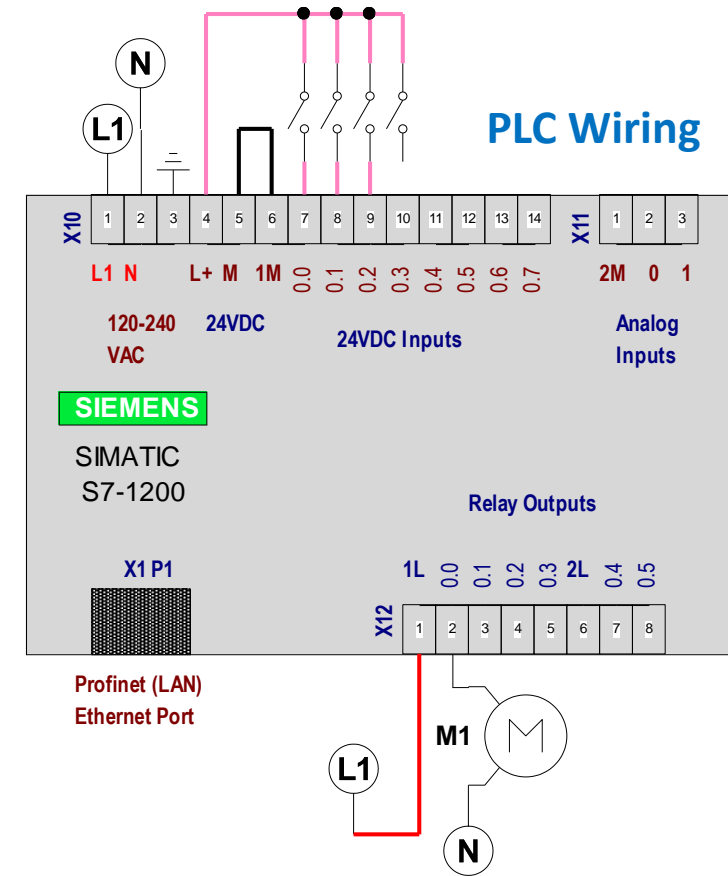 N
L1
PLC Wiring
X10
1 2 3 4 5 6 7 8 9 10 11 12 13 14
X11
1 2 3
L1 N L+ M 1M 0.0 0.1 0.2 0.3 0.4 0.5 0.6 0.7
2M 0 1
120-240
VAC
24VDC
24VDC Inputs
Analog
Inputs
SIEMENS
SIMATIC
S7-1200
Relay Outputs
X1 P1
1L 0.0 0.1 0.2 0.3 2L 0.4 0.5
X12
1 2 3 4 5 6 7 8
Profinet (LAN)
Ethernet Port
M1
M
L1
N